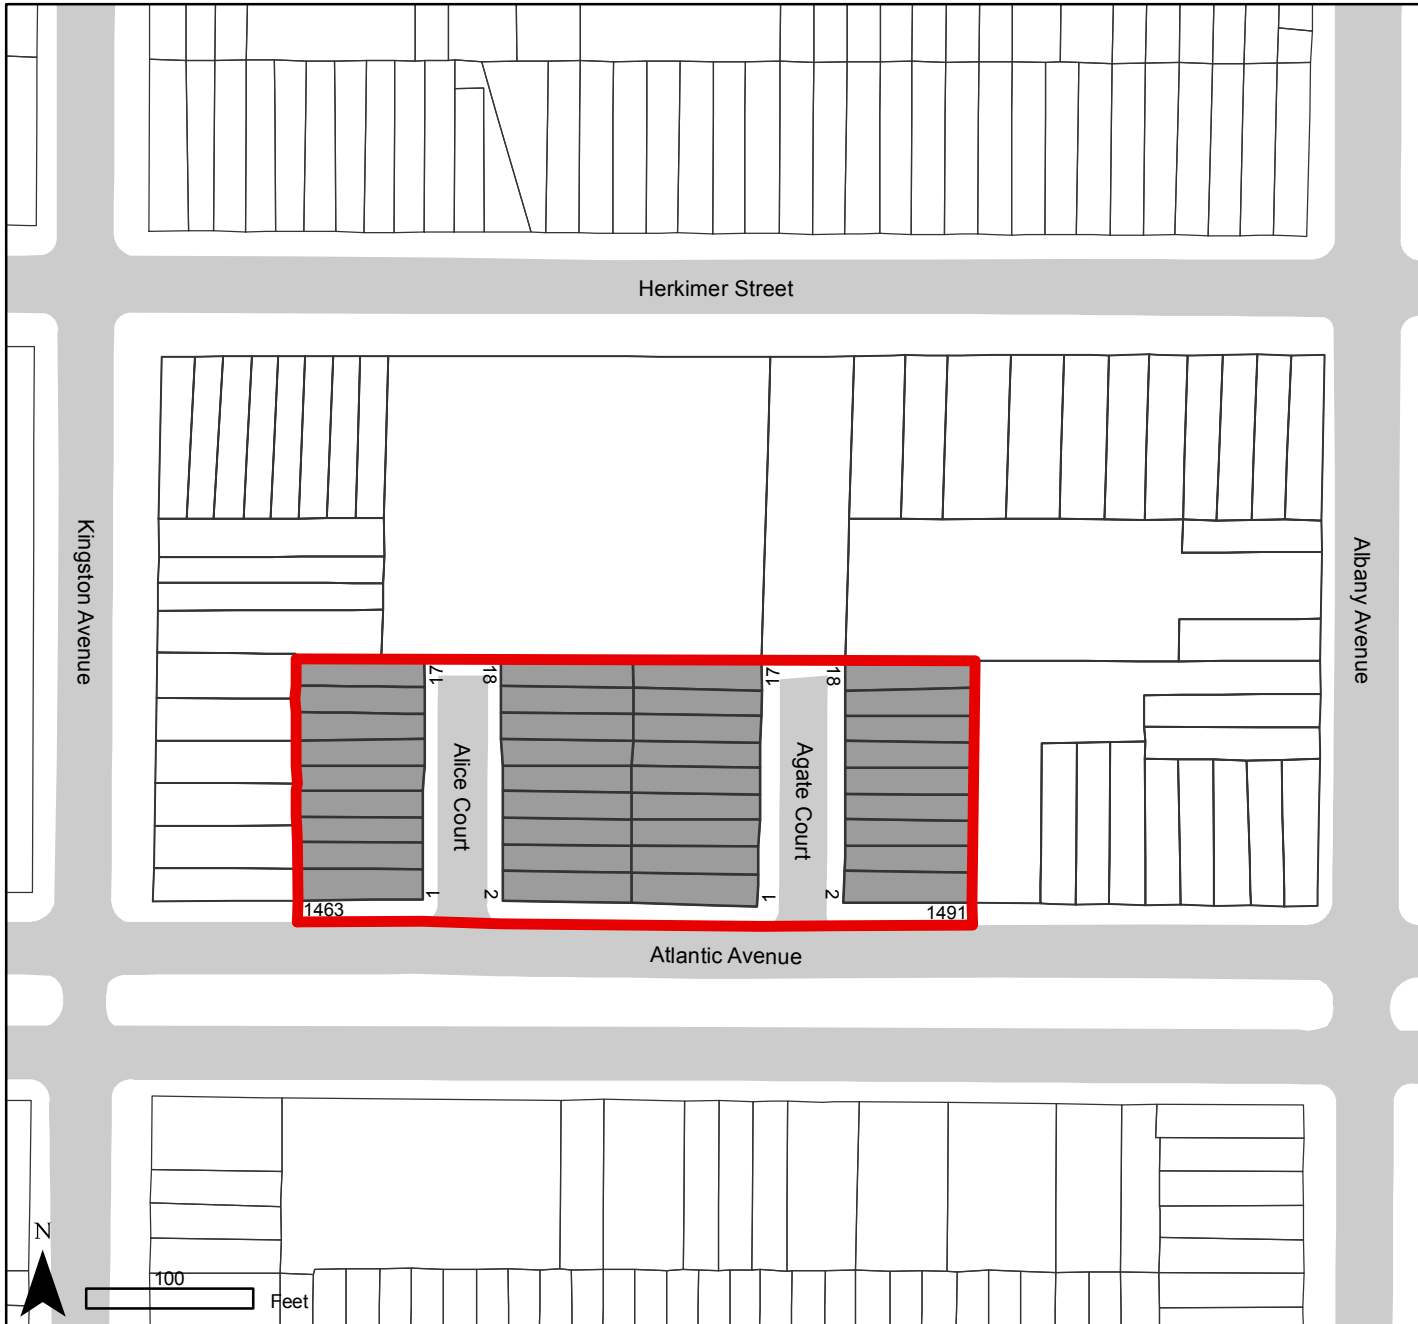 Herkimer Street
Kingston Avenue
Albany Avenue
17
18
17
18
Alice Court
Agate Court
1
2
1
2
1463
1491
Atlantic Avenue
N
100
Feet